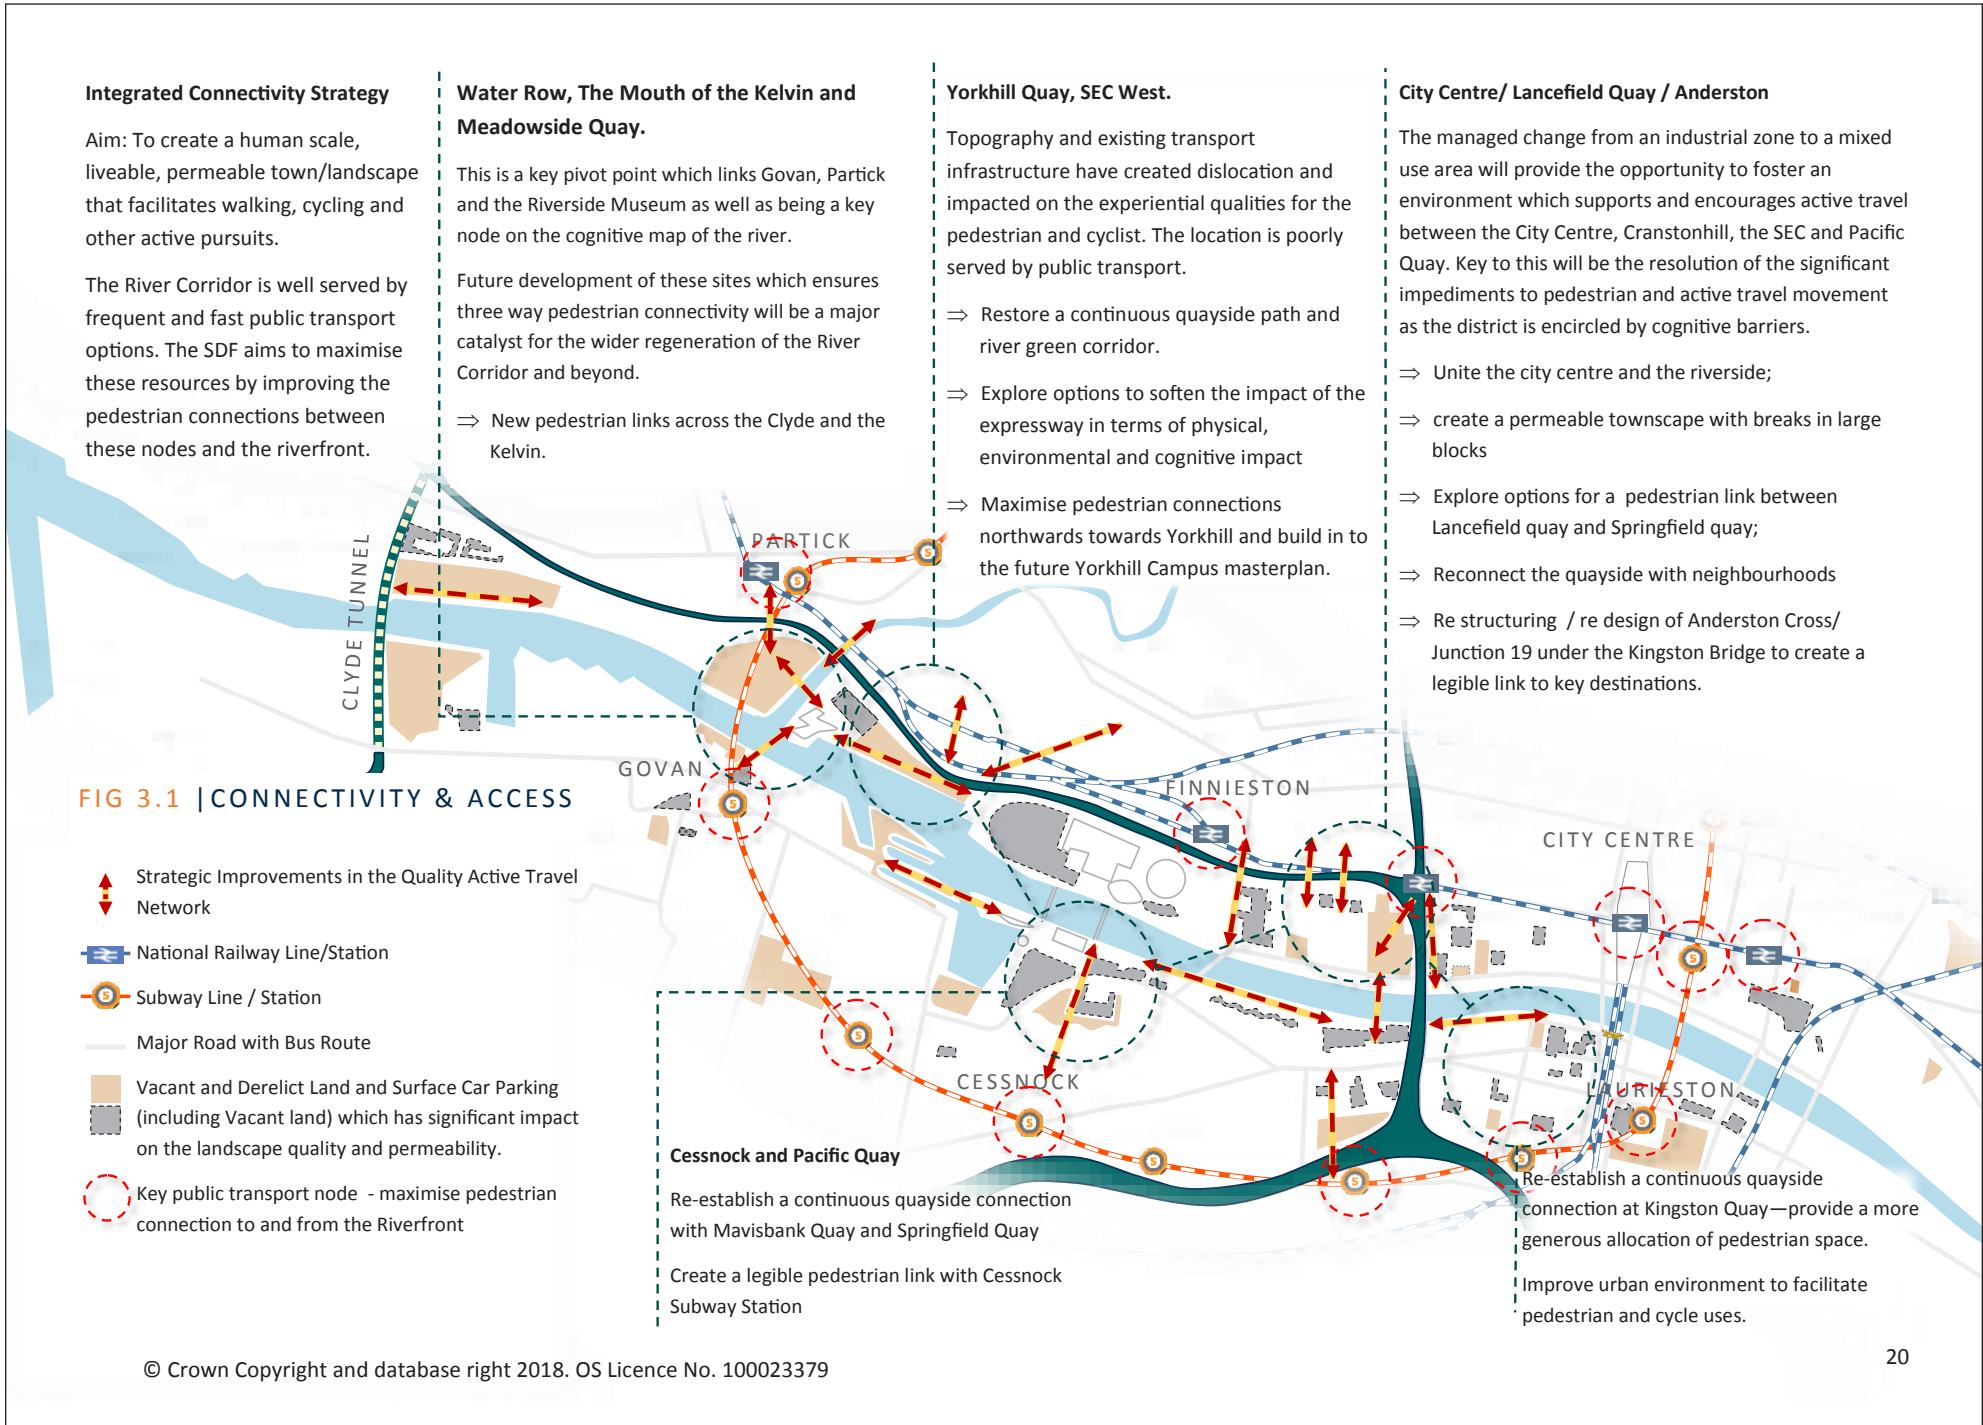 Integrated Connectivity Strategy
Aim: To create a human scale,
liveable, permeable town/landscape
that facilitates walking, cycling and
other active pursuits.
The River Corridor is well served by
frequent and fast public transport
options. The SDF aims to maximise
these resources by improving the
pedestrian connections between
these nodes and the riverfront.
Water Row, The Mouth of the Kelvin and
Meadowside Quay.
This is a key pivot point which links Govan, Partick
and the Riverside Museum as well as being a key
node on the cognitive map of the river.
Future development of these sites which ensures
three way pedestrian connectivity will be a major
catalyst for the wider regeneration of the River
Corridor and beyond.
⇒ New pedestrian links across the Clyde and the
Kelvin.
Yorkhill Quay, SEC West.
Topography and existing transport
infrastructure have created dislocation and
impacted on the experiential qualities for the
pedestrian and cyclist. The location is poorly
served by public transport.
⇒ Restore a continuous quayside path and
river green corridor.
⇒ Explore options to soften the impact of the
expressway in terms of physical,
environmental and cognitive impact
⇒ Maximise pedestrian connections
northwards towards Yorkhill and build in to
the future Yorkhill Campus masterplan.
City Centre/ Lancefield Quay / Anderston
The managed change from an industrial zone to a mixed
use area will provide the opportunity to foster an
environment which supports and encourages active travel
between the City Centre, Cranstonhill, the SEC and Pacific
Quay. Key to this will be the resolution of the significant
impediments to pedestrian and active travel movement
as the district is encircled by cognitive barriers.
⇒ Unite the city centre and the riverside;
⇒ create a permeable townscape with breaks in large
blocks
⇒ Explore options for a pedestrian link between
Lancefield quay and Springfield quay;
⇒ Reconnect the quayside with neighbourhoods
⇒ Re structuring / re design of Anderston Cross/
Junction 19 under the Kingston Bridge to create a
legible link to key destinations.
CLYDE TUNNEL
PARTICK
GOVAN
FINNIESTON
CITY CENTRE
CESSNOCK
LAURIESTON
FIG 3.1 | CONNECTIVITY & ACCESS
Strategic Improvements in the Quality Active Travel
Network
National Railway Line/Station
Subway Line / Station
Major Road with Bus Route
Vacant and Derelict Land and Surface Car Parking
(including Vacant land) which has significant impact
on the landscape quality and permeability.
Key public transport node - maximise pedestrian
connection to and from the Riverfront
Cessnock and Pacific Quay
Re-establish a continuous quayside connection
with Mavisbank Quay and Springfield Quay
Create a legible pedestrian link with Cessnock
Subway Station
Re-establish a continuous quayside
connection at Kingston Quay—provide a more
generous allocation of pedestrian space.
Improve urban environment to facilitate
pedestrian and cycle uses.
© Crown Copyright and database right 2018. OS Licence No. 100023379
20